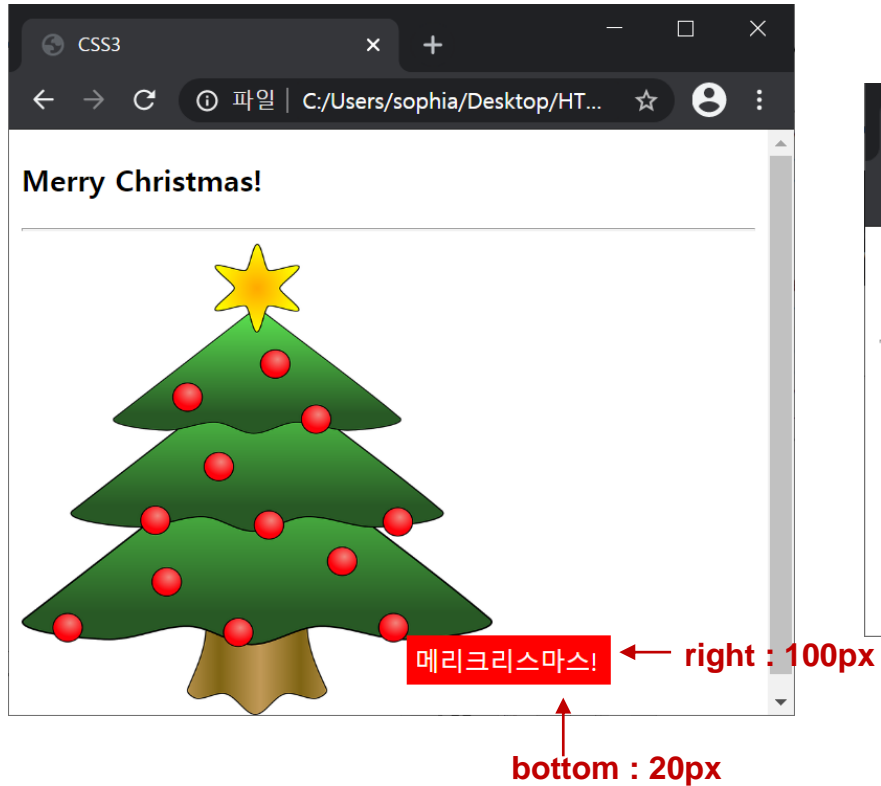 CSS3
파일 | C:/Users/sophia/Desktop/HT...
Merry Christmas!
메리크리스마스!
right : 100px
bottom : 20px